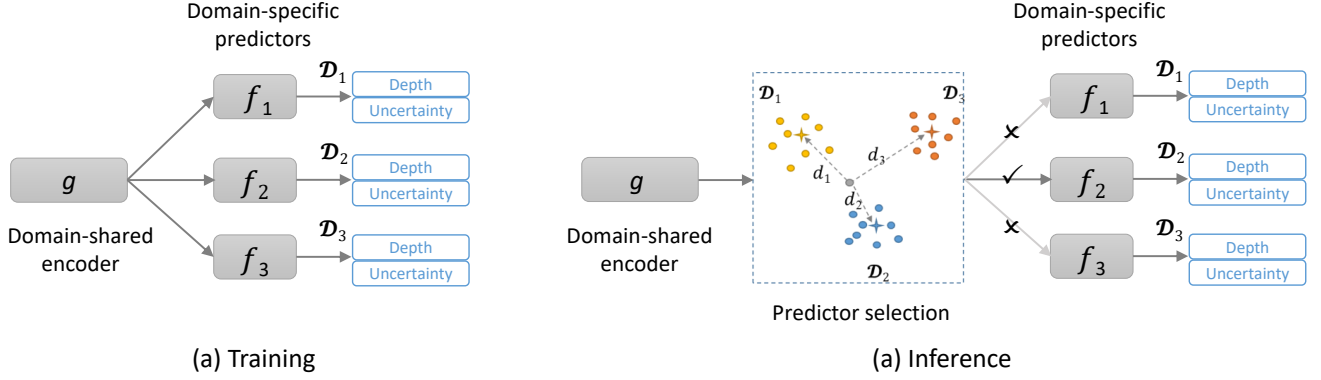 Domain-specific
predictors
𝓓1
f1
Depth
Uncertainty
𝓓2
g
f2
Depth
Uncertainty
Domain-shared
encoder
𝓓3
f3
Depth
Uncertainty
(a) Training
Domain-specific
predictors
g
Domain-shared
encoder
𝓓1
𝓓3
d1
d3
d2
𝓓2
Predictor selection
✗
✓
✗
𝓓1
f1
Depth
Uncertainty
𝓓2
f2
Depth
Uncertainty
𝓓3
f3
Depth
Uncertainty
(a) Inference